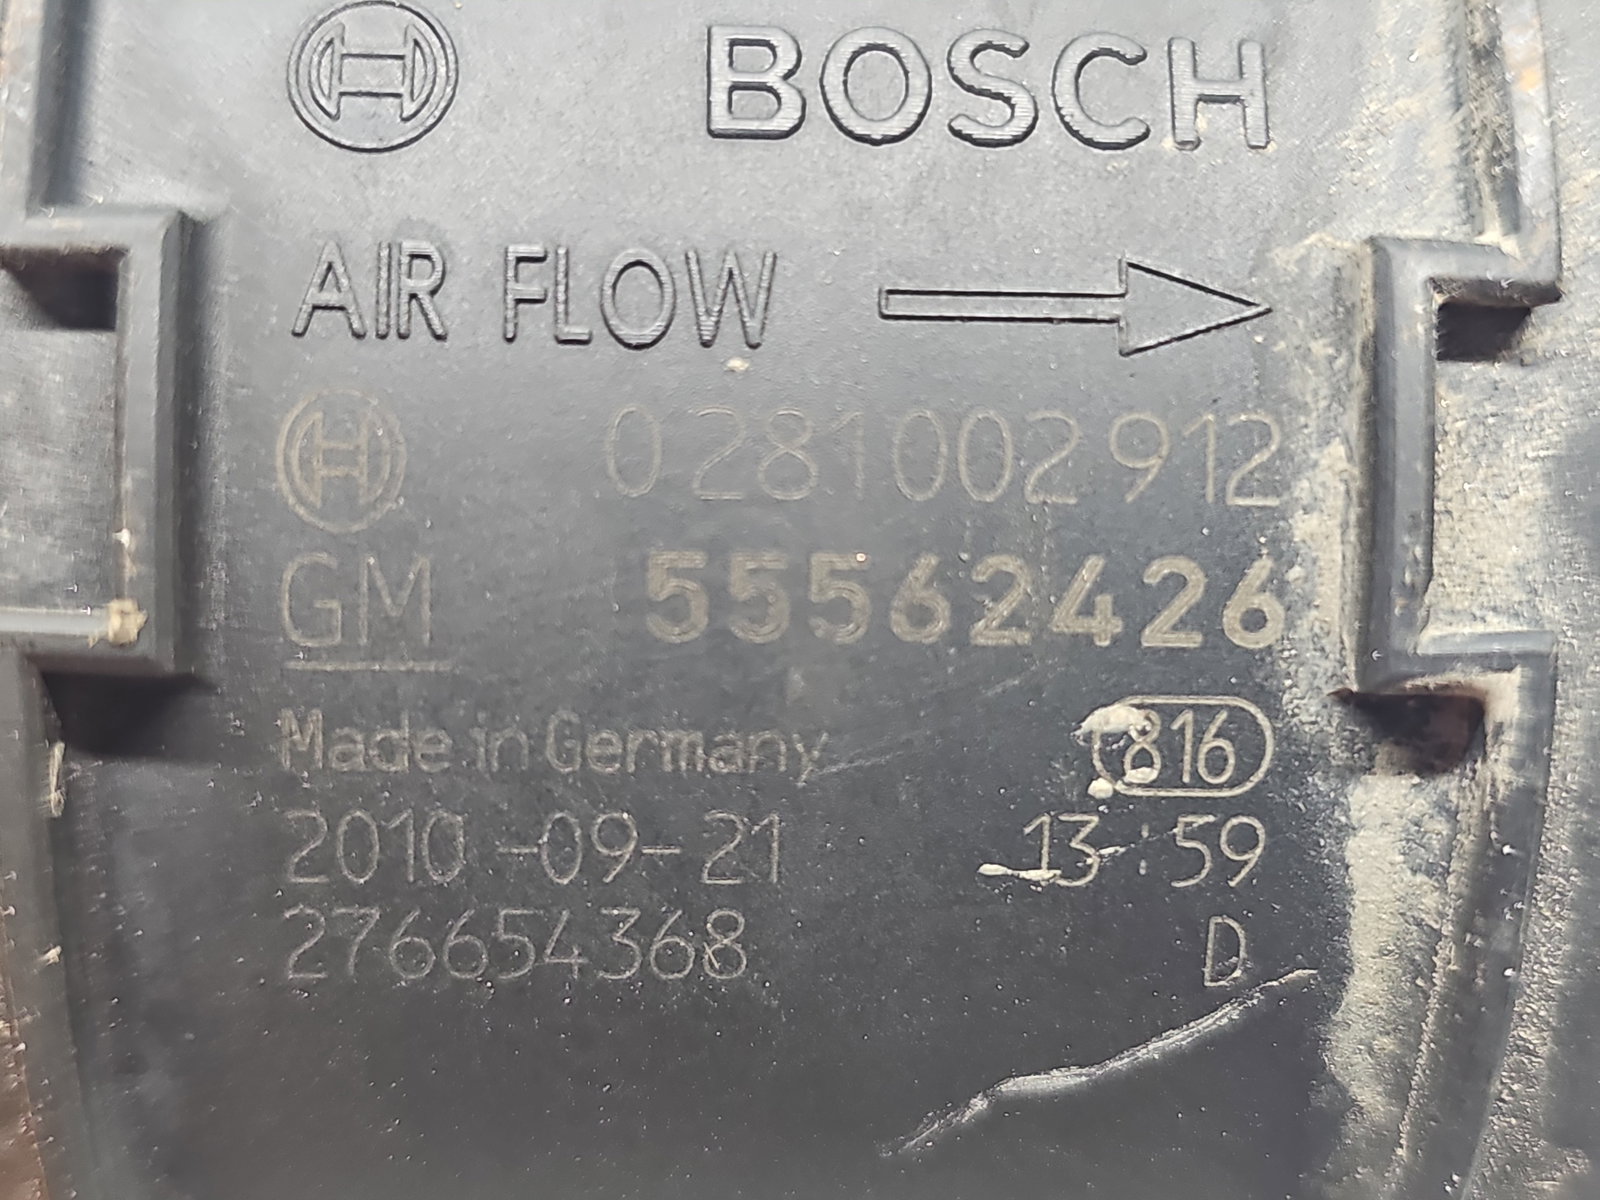 BOSCH
AIR FLOW
0 281 002 912
GM 55562426
Made in Germany 816
2010-09-21 13:59
276654368 D